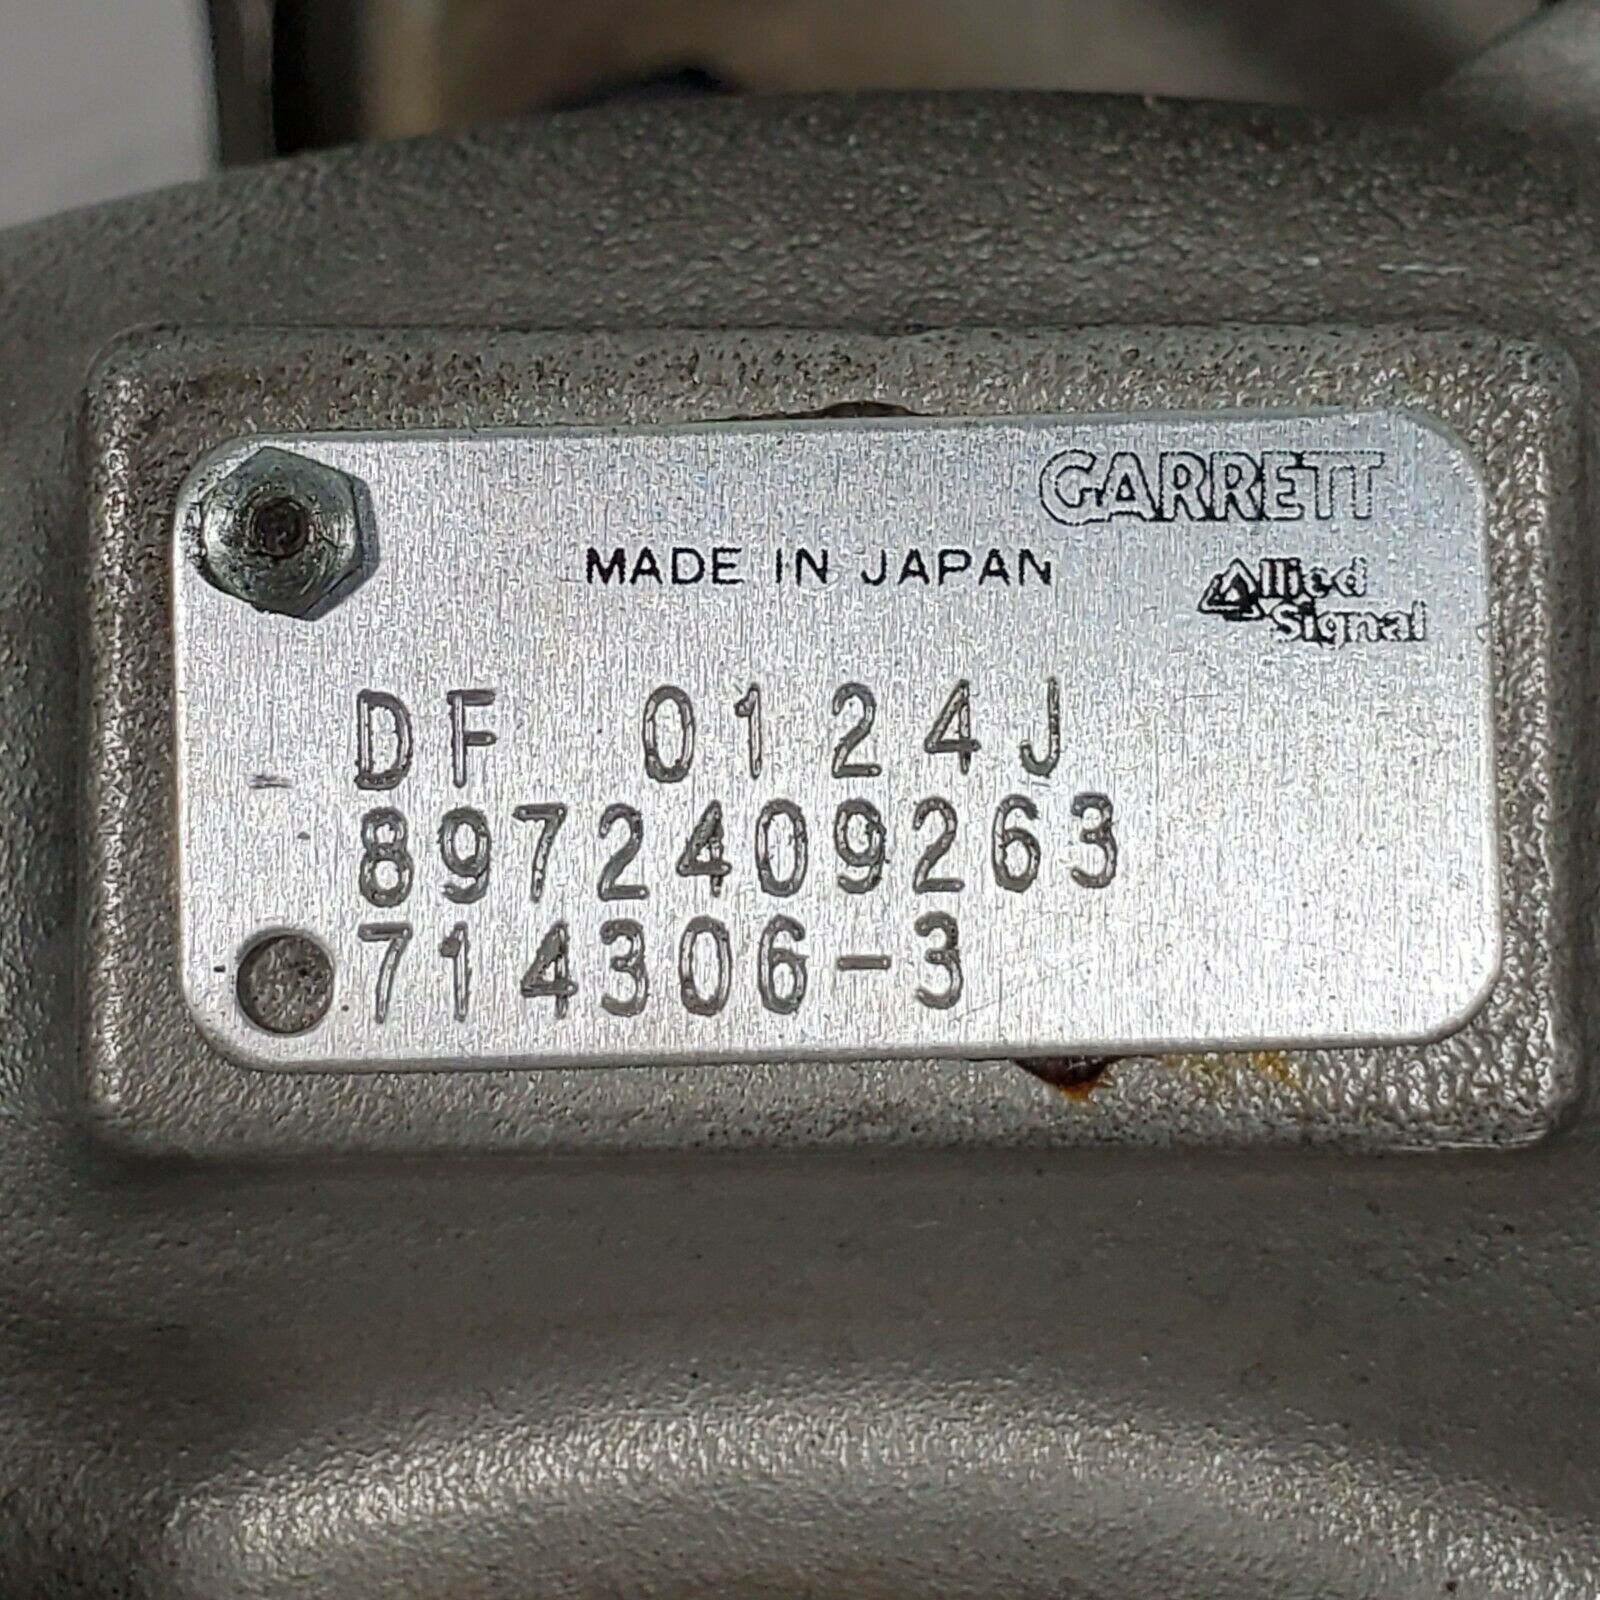 GARRETT
MADE IN JAPAN
Allied
Signal
DF 0124J
8972409263
714306-3